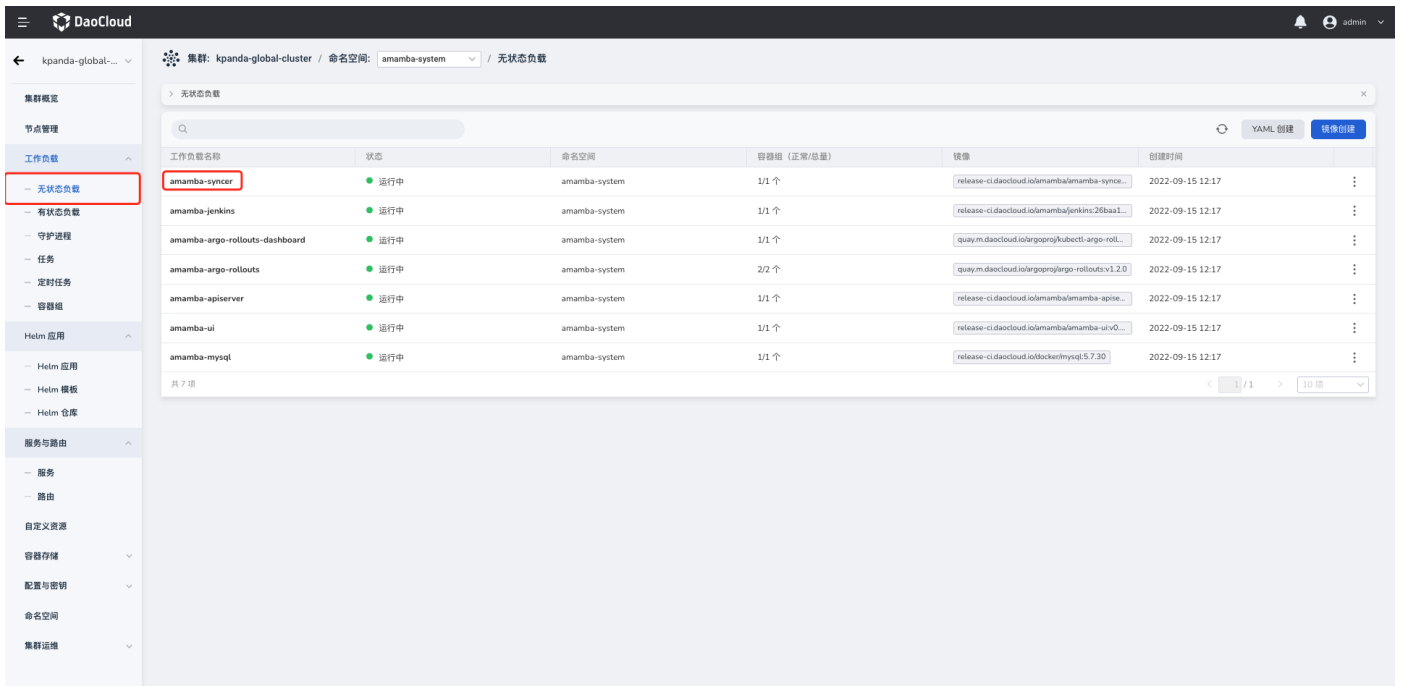 DaoCloud
admin
kpanda-global-...
集群: kpanda-global-cluster / 命名空间: amamba-system / 无状态负载
集群概览
节点管理
工作负载
无状态负载
有状态负载
守护进程
任务
定时任务
容器组
Helm 应用
Helm 应用
Helm 模板
Helm 仓库
服务与路由
服务
路由
自定义资源
容器存储
配置与密钥
命名空间
集群运维
无状态负载
YAML 创建 镜像创建
工作负载名称 状态 命名空间 容器组（正常/总量） 镜像 创建时间
amamba-syncer 运行中 amamba-system 1/1 个 release-ci.daocloud.io/amamba/amamba-synce... 2022-09-15 12:17
amamba-jenkins 运行中 amamba-system 1/1 个 release-ci.daocloud.io/amamba/jenkins:26baa1... 2022-09-15 12:17
amamba-argo-rollouts-dashboard 运行中 amamba-system 1/1 个 quay.m.daocloud.io/argoproj/kubectl-argo-roll... 2022-09-15 12:17
amamba-argo-rollouts 运行中 amamba-system 2/2 个 quay.m.daocloud.io/argoproj/argo-rollouts:v1.2.0 2022-09-15 12:17
amamba-apiserver 运行中 amamba-system 1/1 个 release-ci.daocloud.io/amamba/amamba-apise... 2022-09-15 12:17
amamba-ui 运行中 amamba-system 1/1 个 release-ci.daocloud.io/amamba/amamba-ui:v0.... 2022-09-15 12:17
amamba-mysql 运行中 amamba-system 1/1 个 release-ci.daocloud.io/docker/mysql:5.7.30 2022-09-15 12:17
共 7 项 1 / 1 10 项